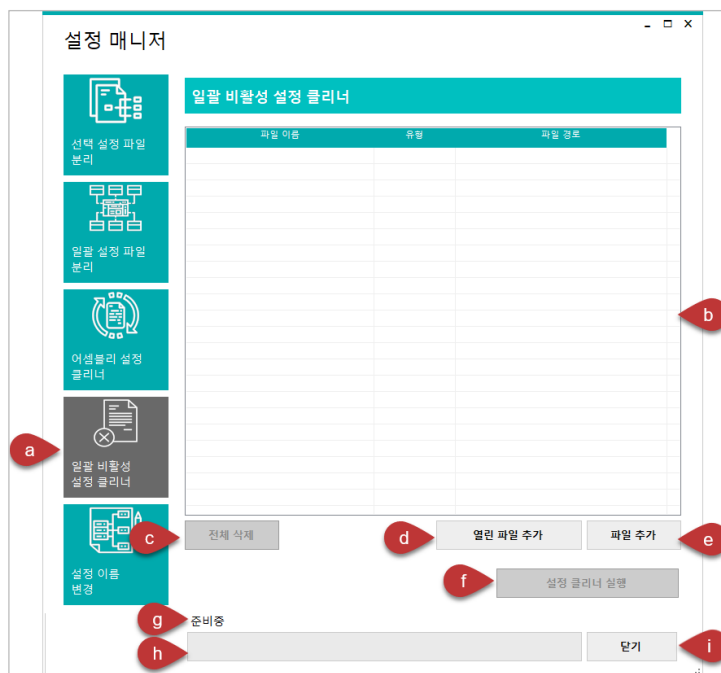 설정 매니저
선택 설정 파일
분리
일괄 설정 파일
분리
어셈블리 설정
클리너
a
일괄 비활성
설정 클리너
설정 이름
변경
일괄 비활성 설정 클리너
파일 이름 유형 파일 경로
b
c 전체 삭제 d 열린 파일 추가 파일 추가 e
f 설정 클리너 실행
g 준비중
h 닫기 i